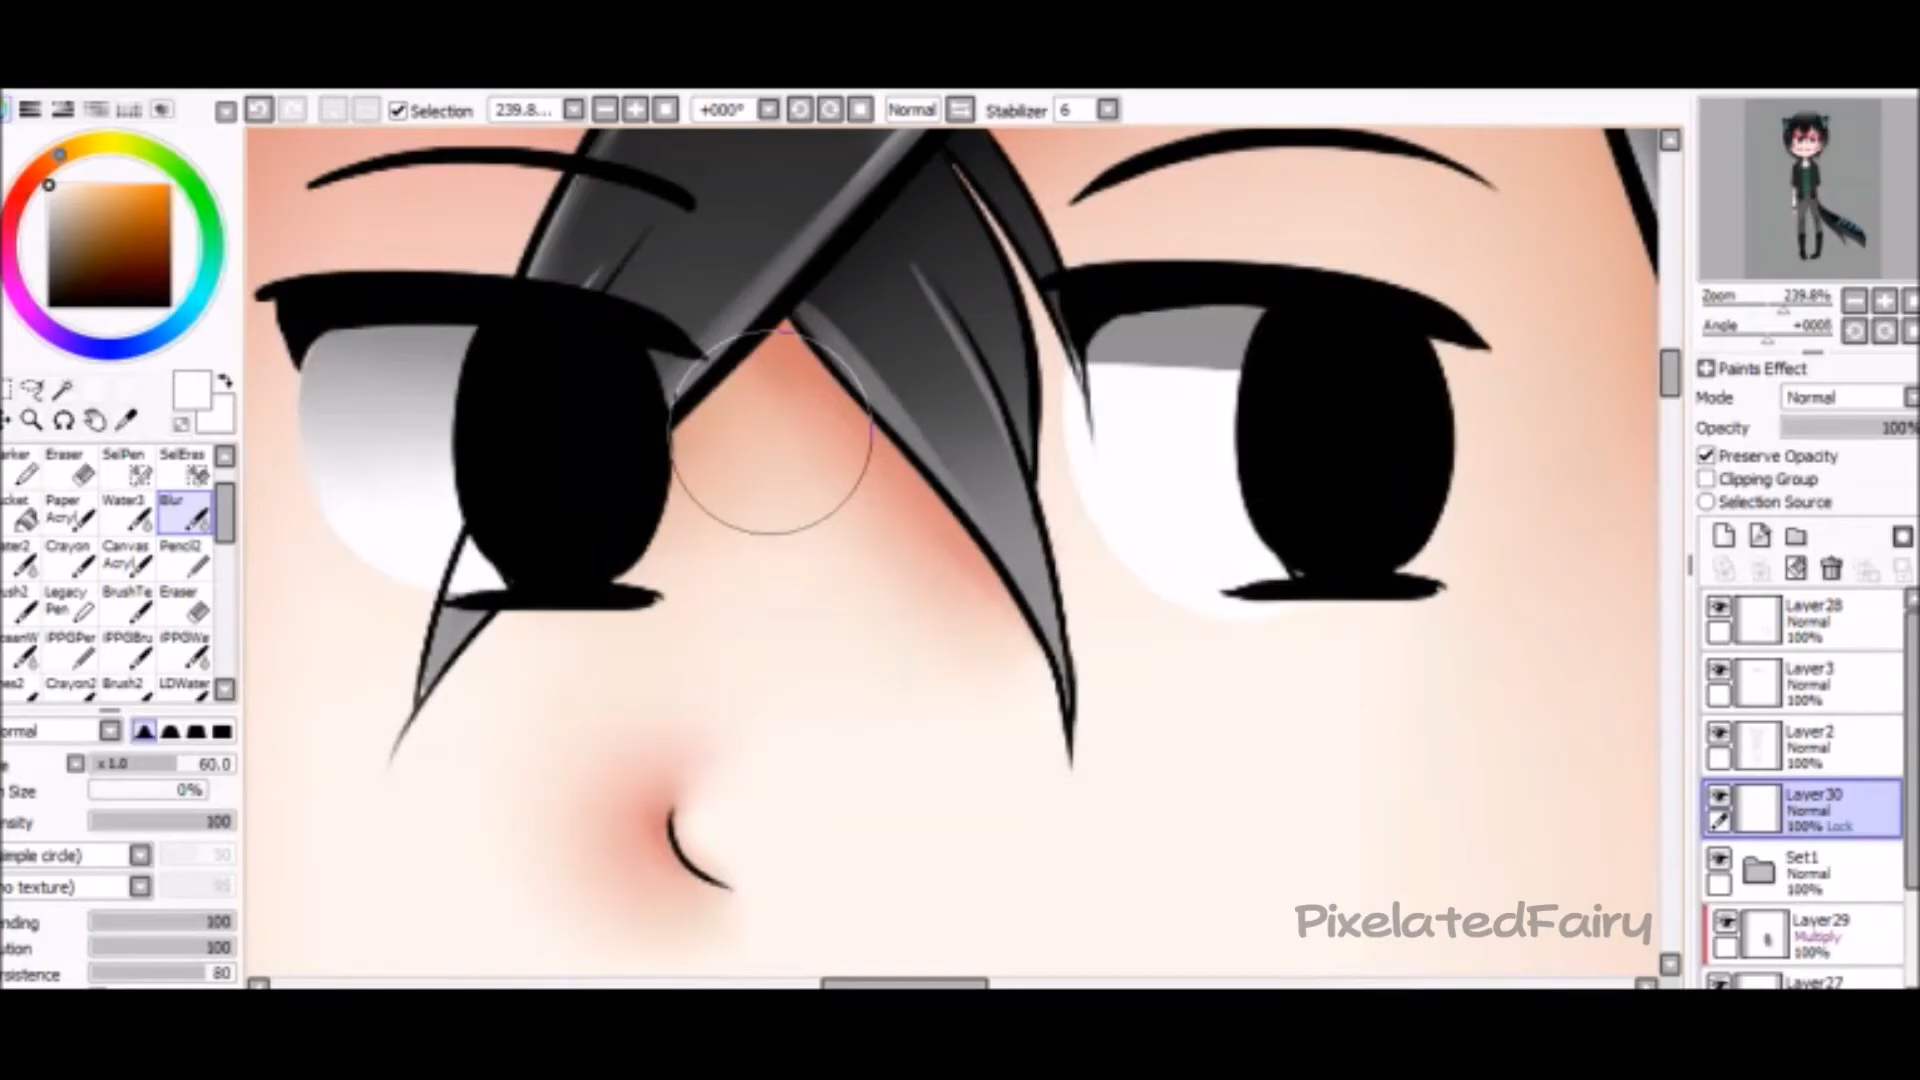 Selection 239.8... +000° Normal Stabilizer 6
Zoom 239.8%
Angle
Paints Effect
Mode Normal
Opacity 100%
Preserve Opacity
Clipping Group
Selection Source
Eraser SelPen SelEras
Paper Water3 Blur
Acryl
Crayon Canvas Pencil2
Acryl
Legacy BrushTe Eraser
Pen
Crayon2 Brush2 LDWater
x 1.0 60.0
Size 0%
100
100
100
80
Layer28
Normal
100%
Layer3
Normal
100%
Layer2
Normal
100%
Layer30
Normal
100% Lock
Set1
Normal
100%
Layer29
Multiply
100%
Layer27
PixelatedFairy